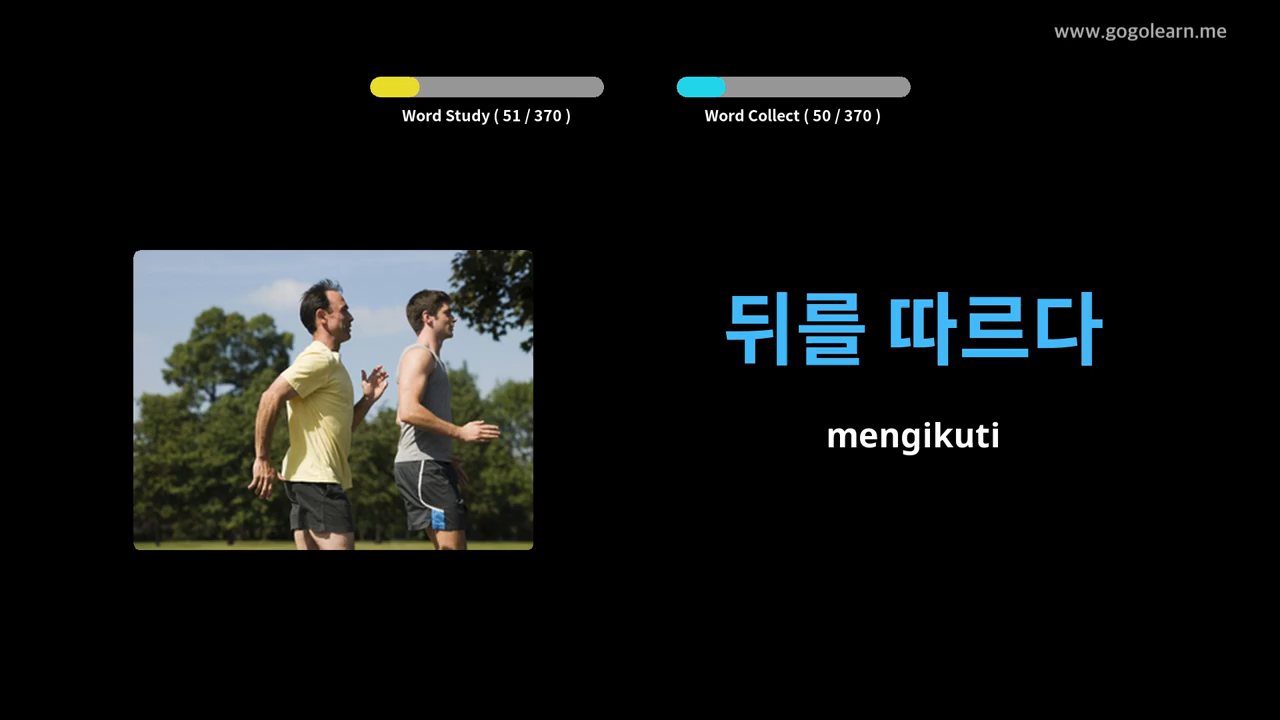 www.gogolearn.me
Word Study ( 51 / 370 )
Word Collect ( 50 / 370 )
뒤를 따르다
mengikuti